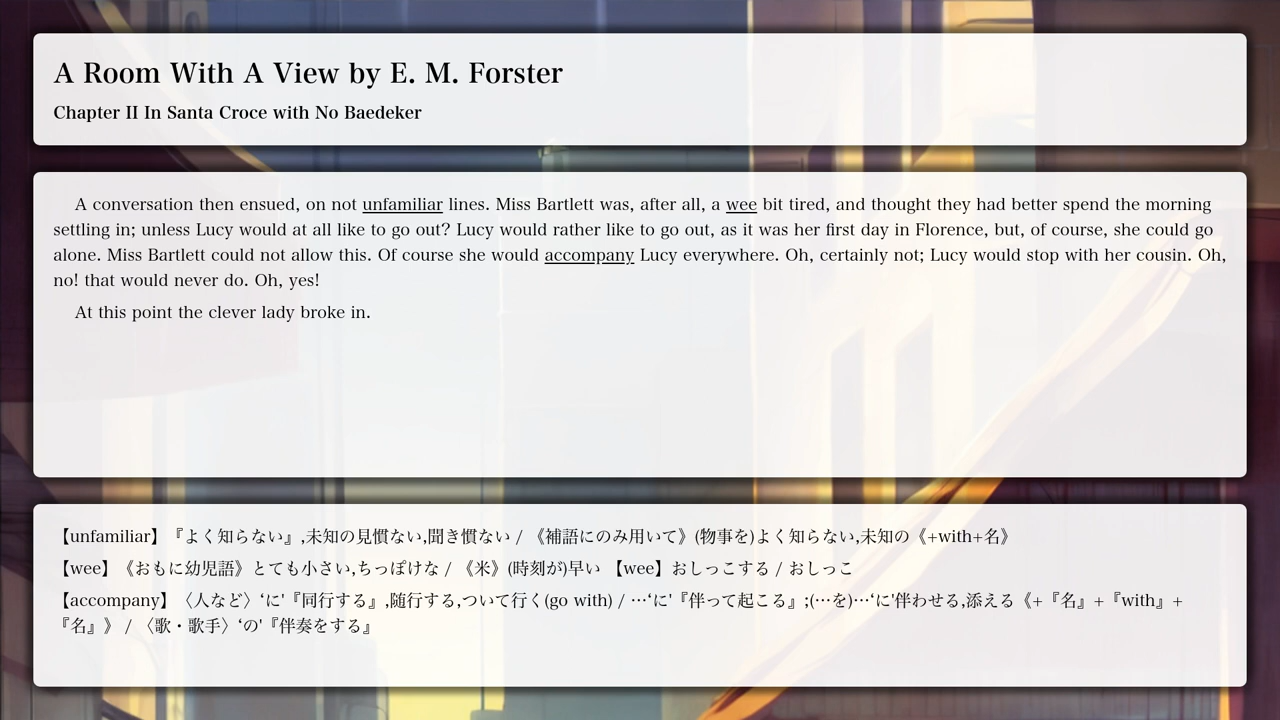 A Room With A View by E. M. Forster
Chapter II In Santa Croce with No Baedeker
A conversation then ensued, on not unfamiliar lines. Miss Bartlett was, after all, a wee bit tired, and thought they had better spend the morning
settling in; unless Lucy would at all like to go out? Lucy would rather like to go out, as it was her first day in Florence, but, of course, she could go
alone. Miss Bartlett could not allow this. Of course she would accompany Lucy everywhere. Oh, certainly not; Lucy would stop with her cousin. Oh,
no! that would never do. Oh, yes!
At this point the clever lady broke in.
【unfamiliar】『よく知らない』,未知の見慣ない,聞き慣ない / 《補語にのみ用いて》(物事を)よく知らない,未知の《+with+名》
【wee】《おもに幼児語》とても小さい,ちっぽけな / 《米》(時刻が)早い 【wee】おしっこする / おしっこ
【accompany】〈人など〉‘に'『同行する』,随行する,ついて行く(go with) / …‘に'『伴って起こる』;(…を)…‘に'伴わせる,添える《+『名』+『with』+
『名』》 / 〈歌・歌手〉‘の'『伴奏をする』